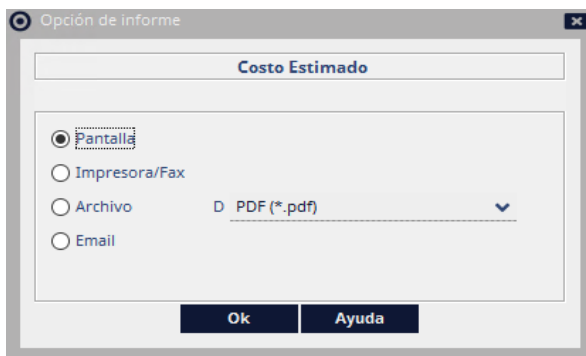 Opción de informe
Costo Estimado
Pantalla
Impresora/Fax
Archivo D PDF (*.pdf)
Email
Ok Ayuda